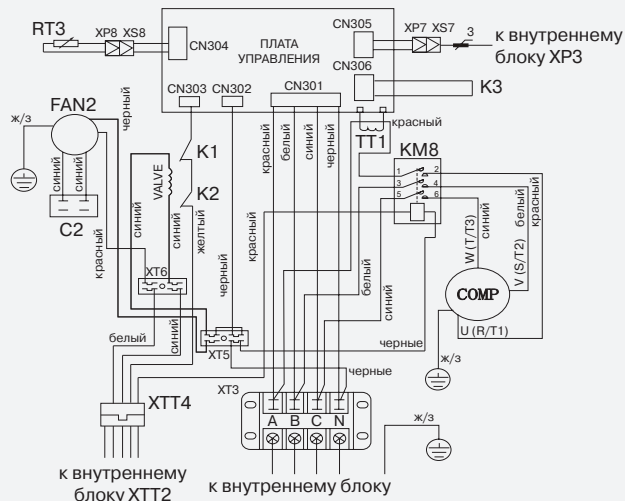 RT3
XP8 XS8
CN304
ПЛАТА
УПРАВЛЕНИЯ
CN305
XP7 XS7
3
к внутреннему
блоку XP3
CN306
K3
CN303
CN302
CN301
FAN2
ж/з
черный
K1
красный
белый
синий
черный
красный
TT1
KM8
K2
синий
синий
C2
VALVE
синий
синий
желтый
красный
1
2
3
4
5
6
белый
красный
синий
W (T/T3)
V (S/T2)
COMP
U (R/T1)
ж/з
красный
черный
белый
синий
XT6
белый
синий
XT5
черные
черные
XT3
XTT4
A B C N
ж/з
к внутреннему
блоку XTT2
к внутреннему блоку